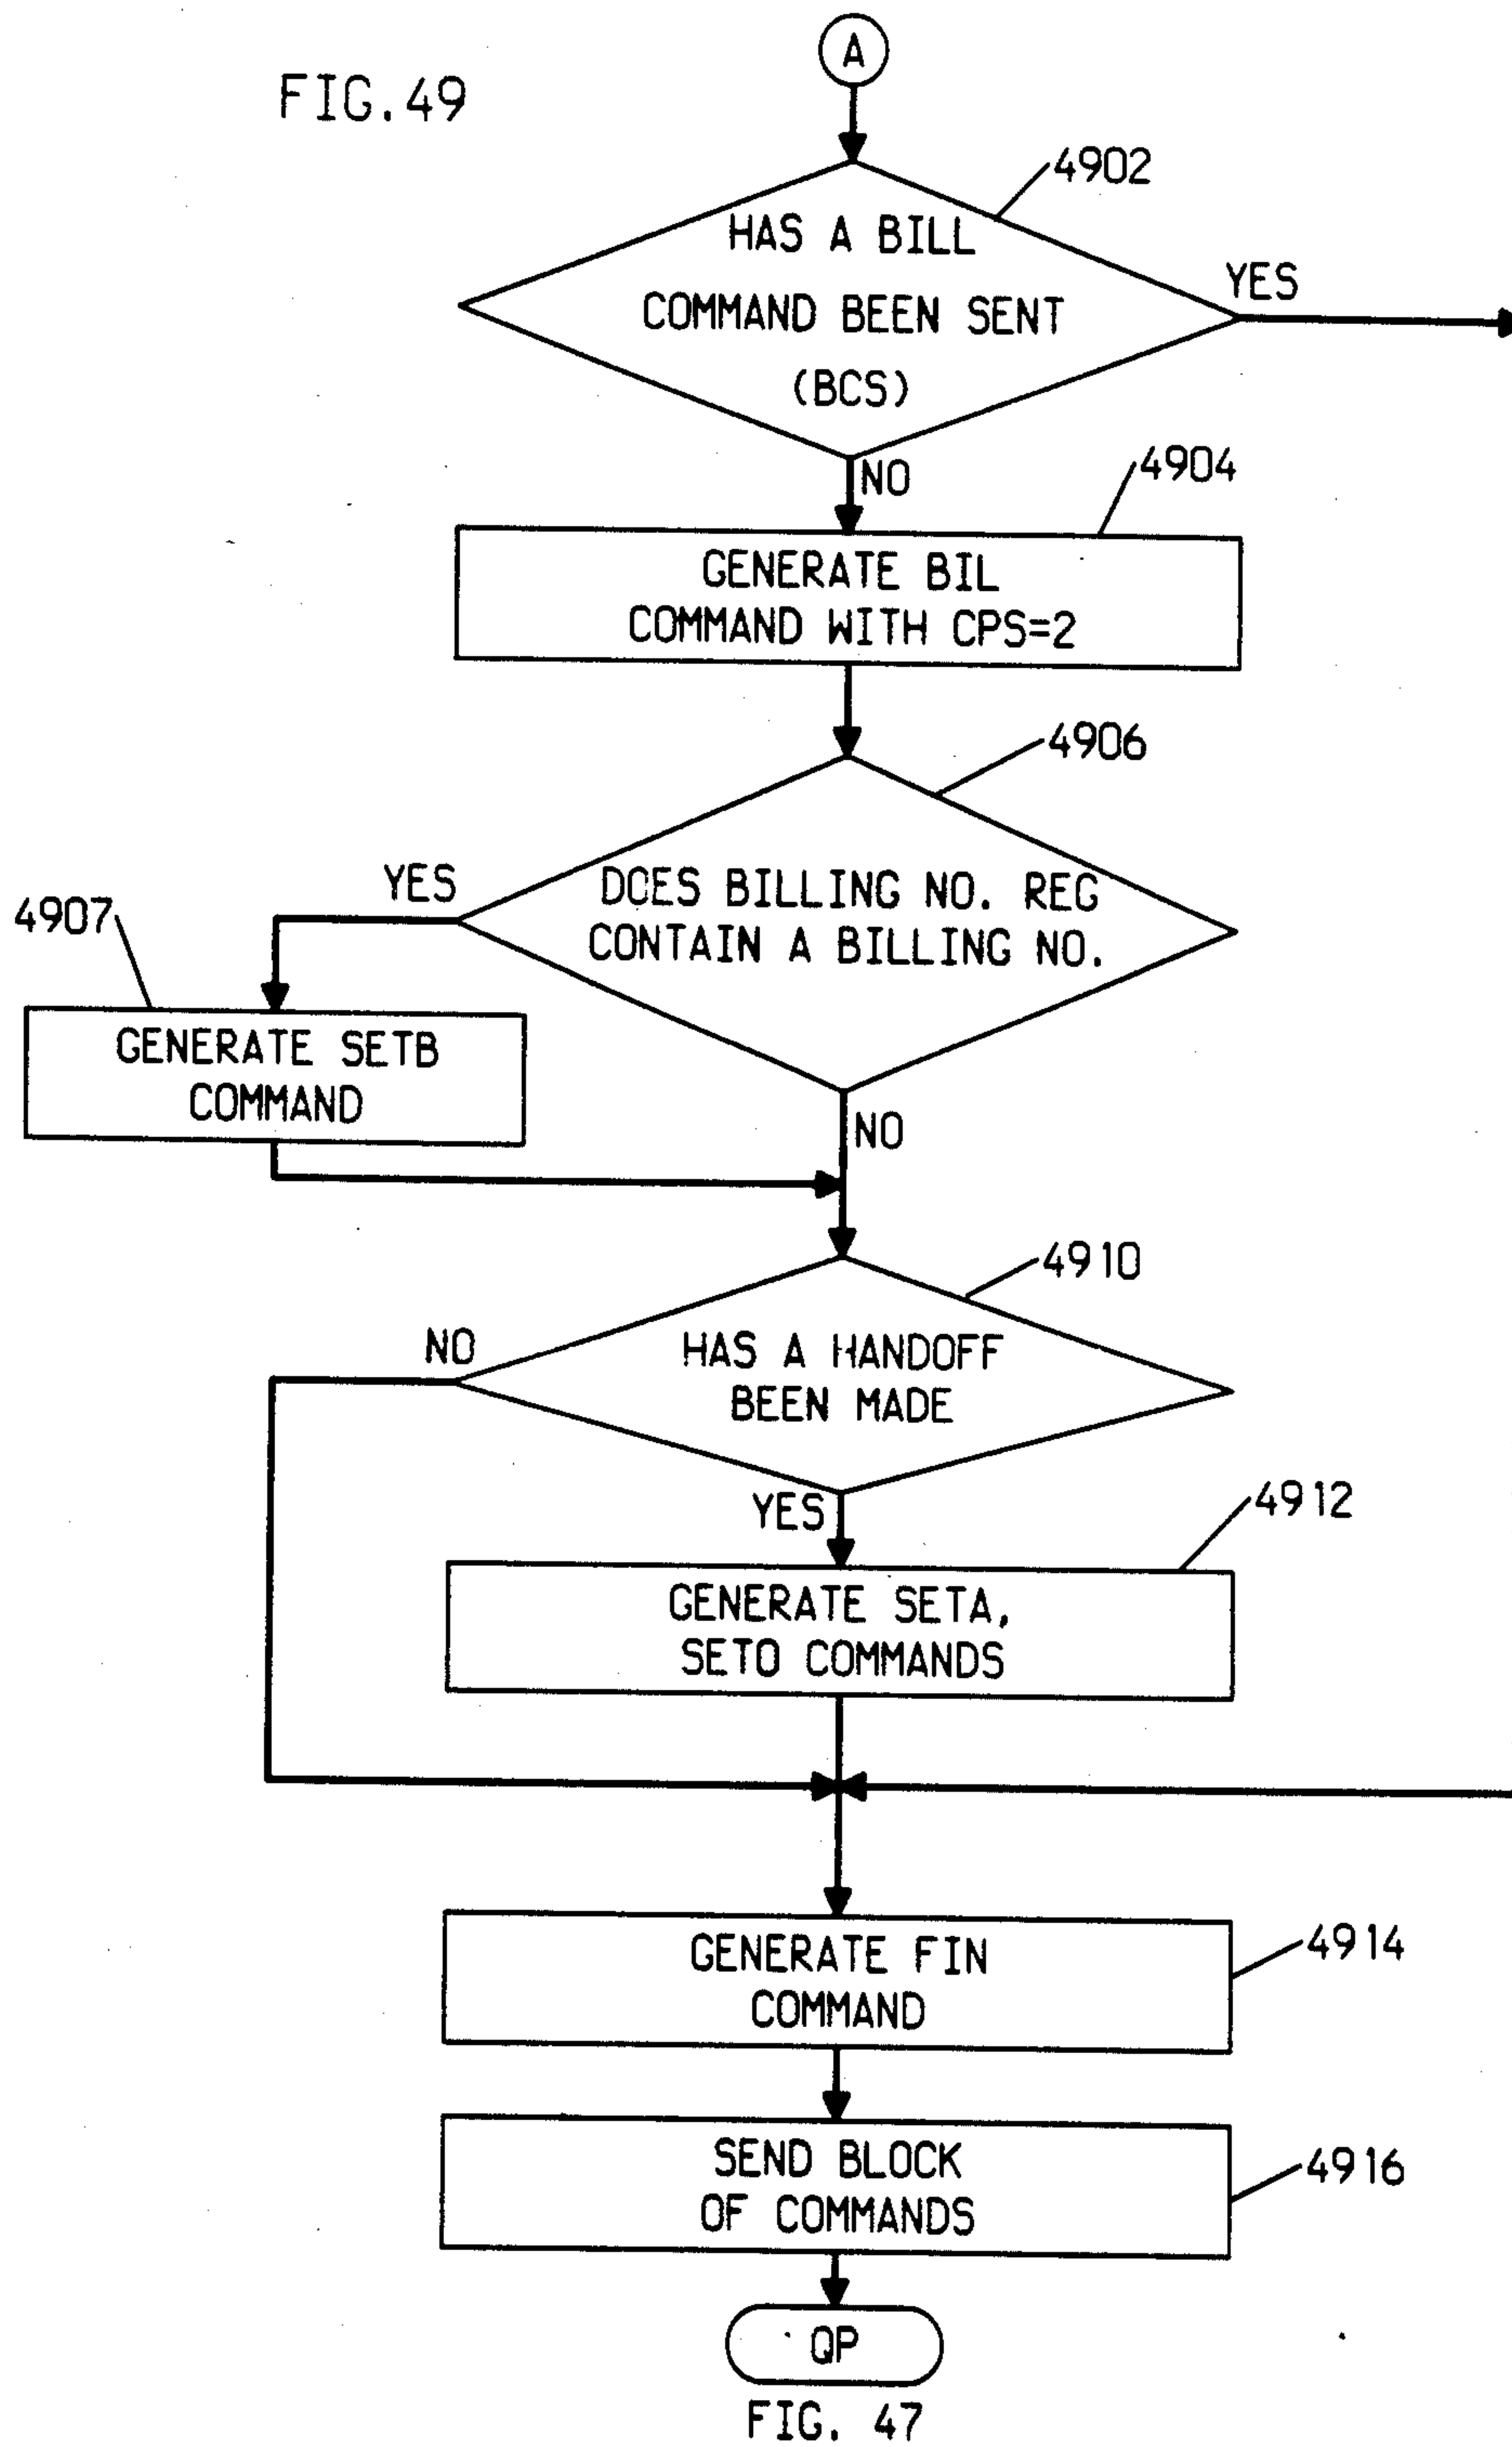 A
FIG.49
4902
HAS A BILL
COMMAND BEEN SENT
(BCS)
YES
NO
4904
GENERATE BIL
COMMAND WITH CPS=2
4906
YES
DOES BILLING NO. REG
CONTAIN A BILLING NO.
4907
GENERATE SETB
COMMAND
NO
4910
NO
HAS A HANDOFF
BEEN MADE
YES
4912
GENERATE SETA,
SETO COMMANDS
GENERATE FIN
COMMAND
4914
SEND BLOCK
OF COMMANDS
4916
QP
FIG. 47